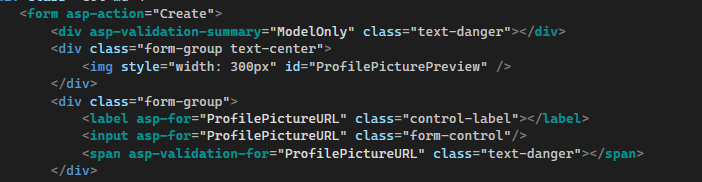 <form asp-action="Create">
<div asp-validation-summary="ModelOnly" class="text-danger"></div>
<div class="form-group text-center">
<img style="width: 300px" id="ProfilePicturePreview" />
</div>
<div class="form-group">
<label asp-for="ProfilePictureURL" class="control-label"></label>
<input asp-for="ProfilePictureURL" class="form-control"/>
<span asp-validation-for="ProfilePictureURL" class="text-danger"></span>
</div>